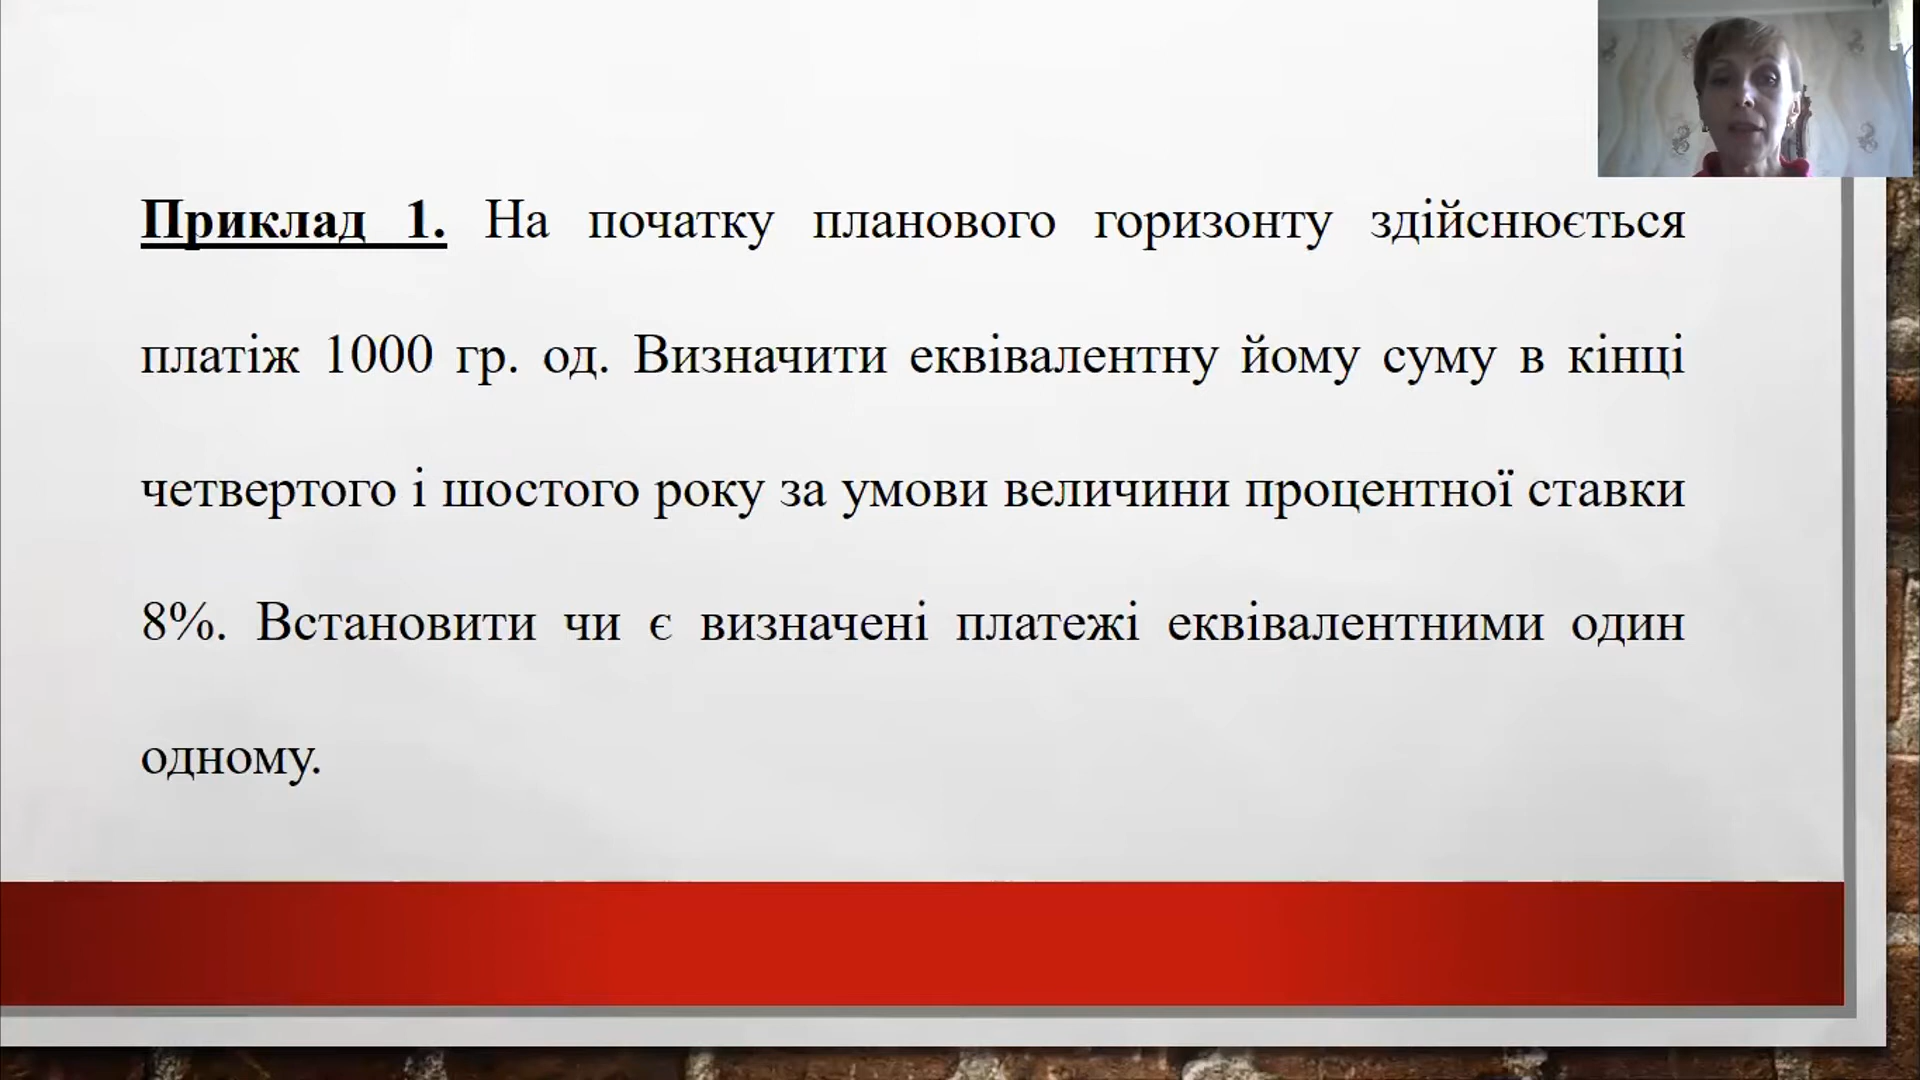 Приклад 1. На початку планового горизонту здійснюється
платіж 1000 гр. од. Визначити еквівалентну йому суму в кінці
четвертого і шостого року за умови величини процентної ставки
8%. Встановити чи є визначені платежі еквівалентними один
одному.